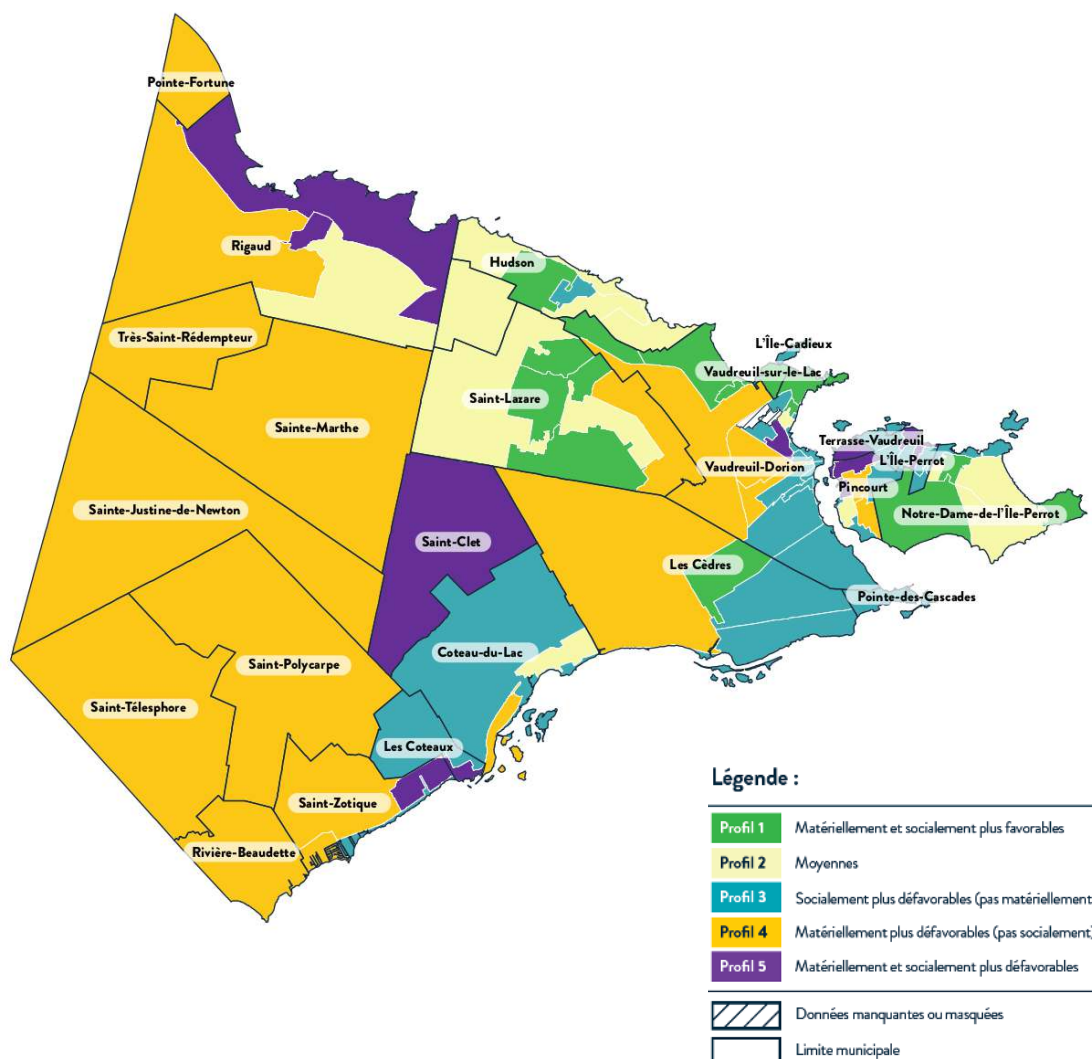 Pointe-Fortune
Rigaud
Hudson
Très-Saint-Rédempteur
L'Île-Cadieux
Vaudreuil-sur-le-Lac
Saint-Lazare
Sainte-Marthe
Terrasse-Vaudreuil
L'Île-Perrot
Vaudreuil-Dorion
Pincourt
Sainte-Justine-de-Newton
Notre-Dame-de-l'Île-Perrot
Saint-Clet
Les Cèdres
Pointe-des-Cascades
Coteau-du-Lac
Saint-Polycarpe
Saint-Télesphore
Les Coteaux
Saint-Zotique
Rivière-Beaudette
Légende :
Profil 1 Matériellement et socialement plus favorables
Profil 2 Moyennes
Profil 3 Socialement plus défavorables (pas matériellement
Profil 4 Matériellement plus défavorables (pas socialement)
Profil 5 Matériellement et socialement plus défavorables
Données manquantes ou masquées
Limite municipale